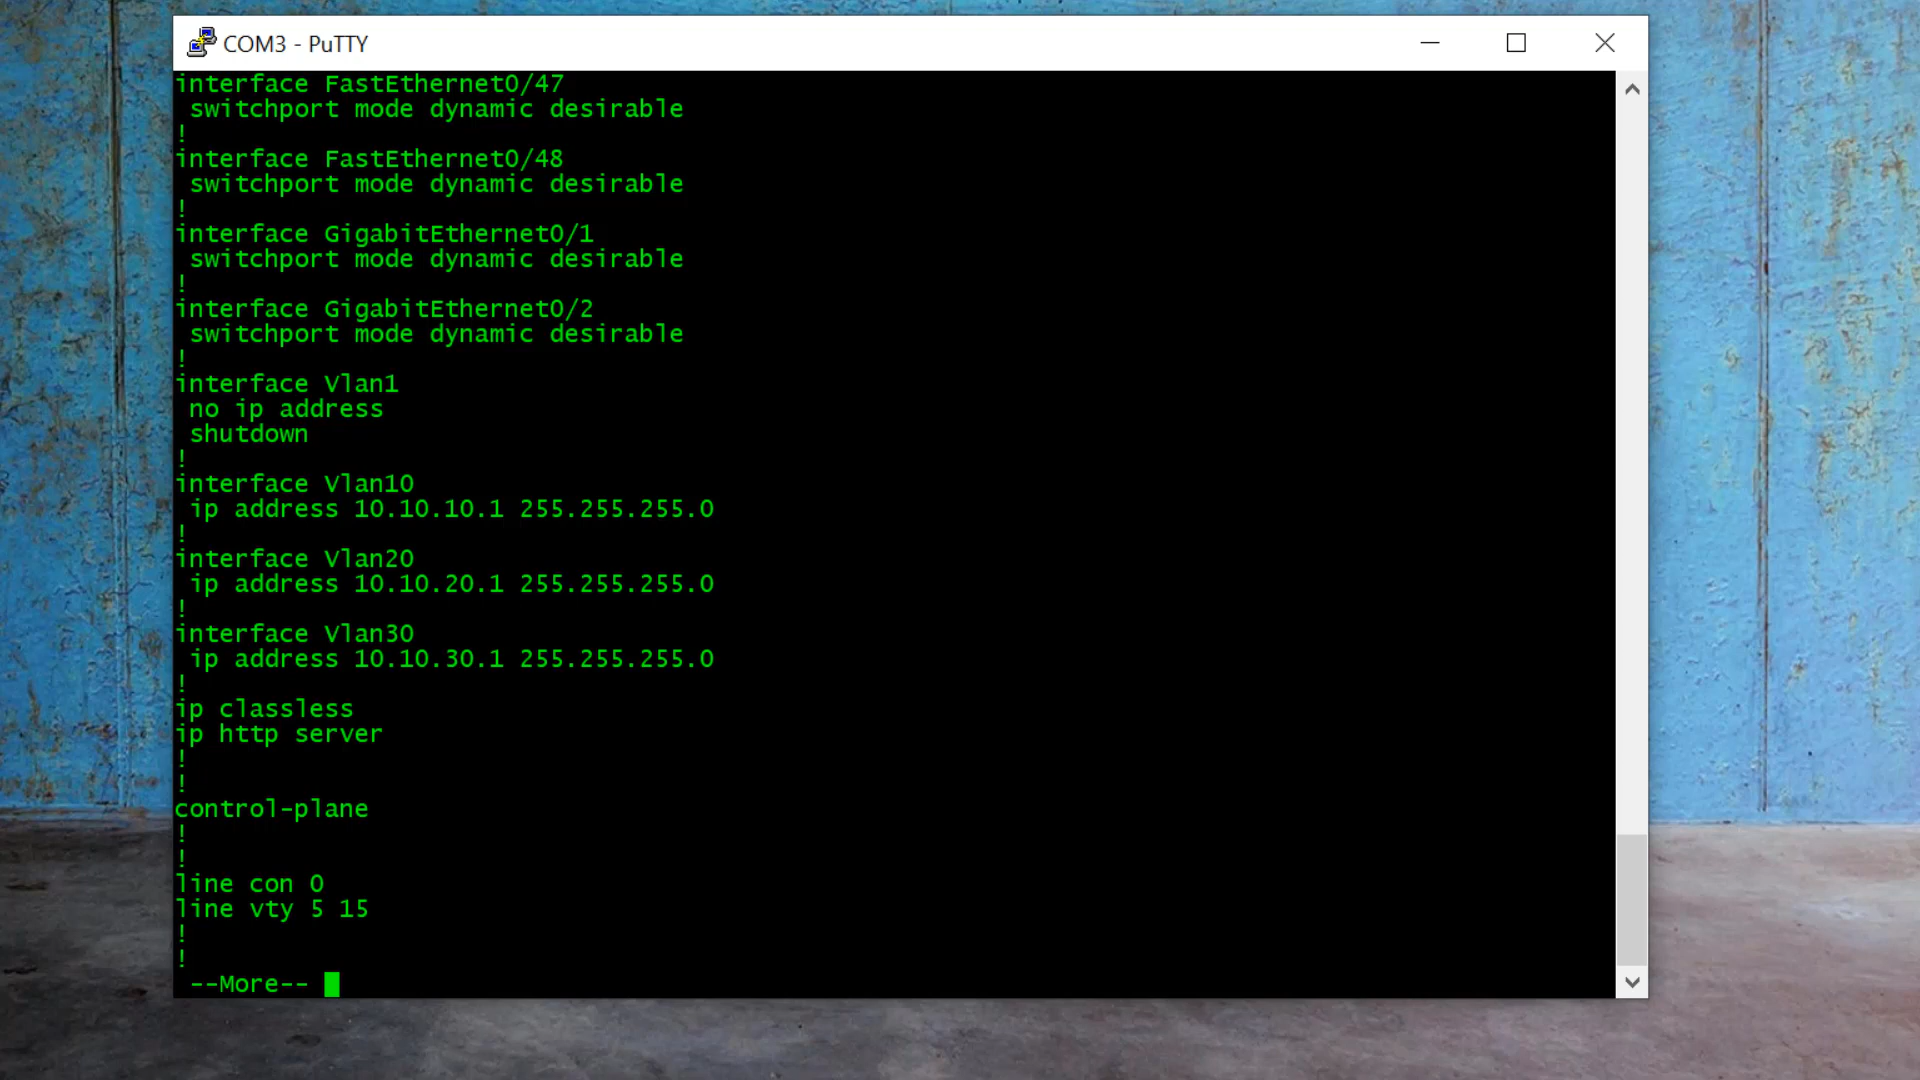 COM3 - PuTTY
interface FastEthernet0/47
 switchport mode dynamic desirable
!
interface FastEthernet0/48
 switchport mode dynamic desirable
!
interface GigabitEthernet0/1
 switchport mode dynamic desirable
!
interface GigabitEthernet0/2
 switchport mode dynamic desirable
!
interface Vlan1
 no ip address
 shutdown
!
interface Vlan10
 ip address 10.10.10.1 255.255.255.0
!
interface Vlan20
 ip address 10.10.20.1 255.255.255.0
!
interface Vlan30
 ip address 10.10.30.1 255.255.255.0
!
ip classless
ip http server
!
!
control-plane
!
!
line con 0
line vty 5 15
!
!
 --More--